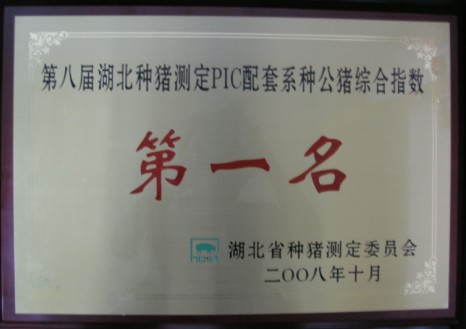 第八届湖北种猪测定PIC配套系种公猪综合指数
第一名
湖北省种猪测定委员会
二OO八年十月